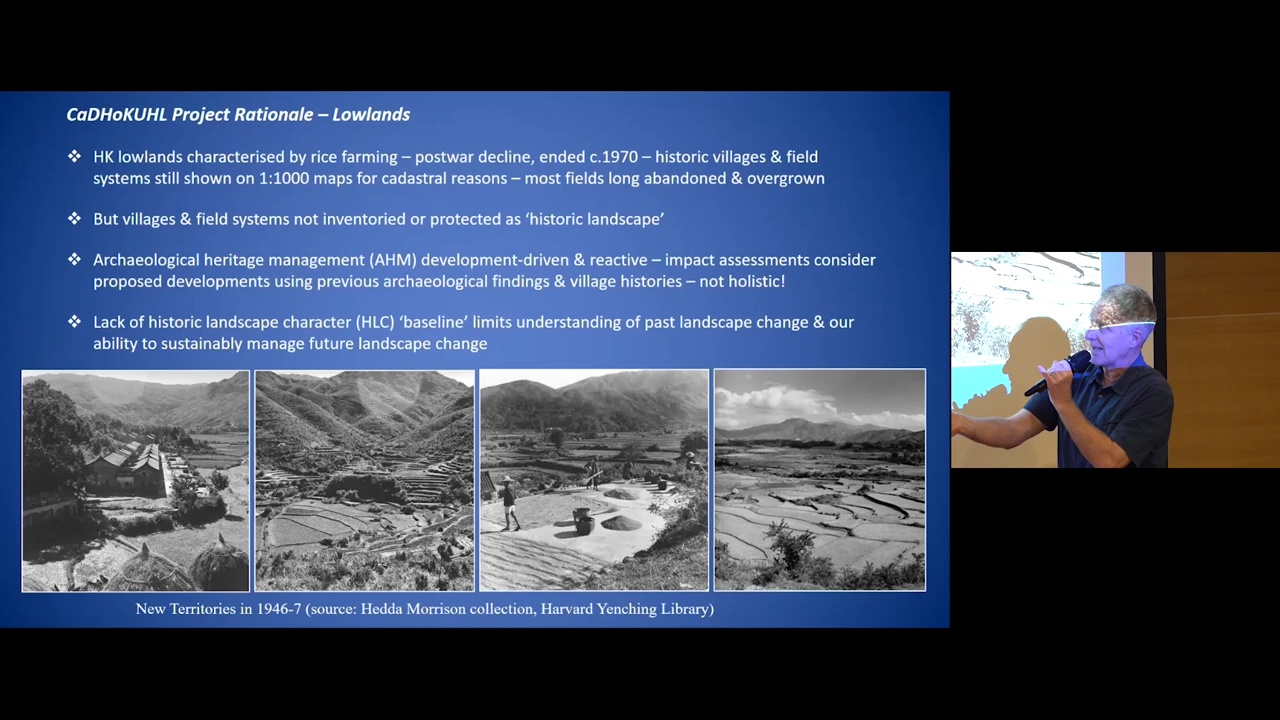 CaDHoKUHL Project Rationale – Lowlands
❖ HK lowlands characterised by rice farming – postwar decline, ended c.1970 – historic villages & field
systems still shown on 1:1000 maps for cadastral reasons – most fields long abandoned & overgrown
❖ But villages & field systems not inventoried or protected as ‘historic landscape’
❖ Archaeological heritage management (AHM) development-driven & reactive – impact assessments consider
proposed developments using previous archaeological findings & village histories – not holistic!
❖ Lack of historic landscape character (HLC) ‘baseline’ limits understanding of past landscape change & our
ability to sustainably manage future landscape change
New Territories in 1946-7 (source: Hedda Morrison collection, Harvard Yenching Library)